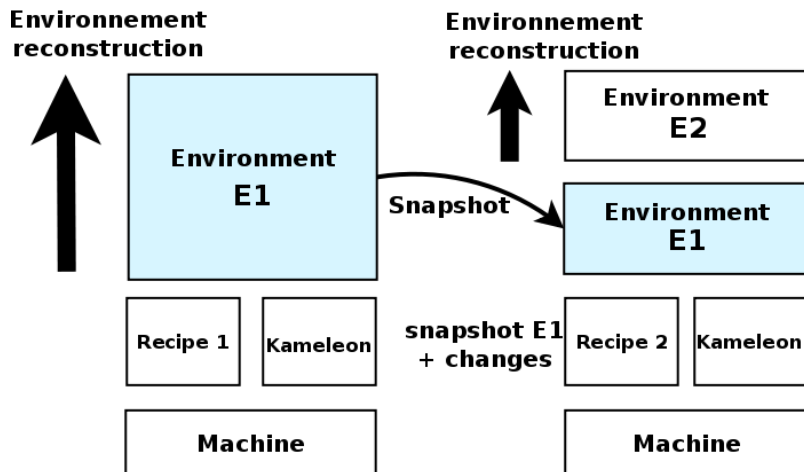 Environnement
reconstruction
Environment
E1
Recipe 1
Kameleon
Machine
Snapshot
snapshot E1
+ changes
Environnement
reconstruction
Environment
E2
Environment
E1
Recipe 2
Kameleon
Machine